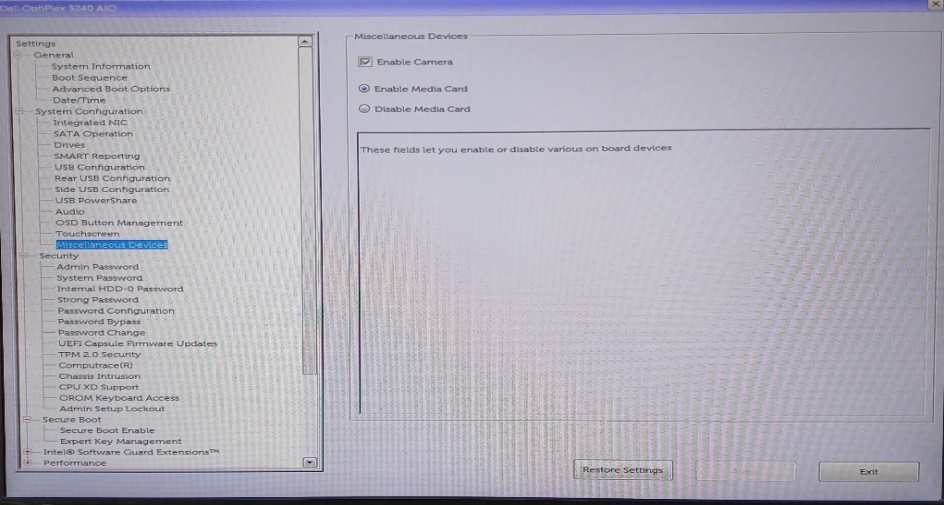 Dell OptiPlex 3240 AIO
Settings
General
System Information
Boot Sequence
Advanced Boot Options
Date/Time
System Configuration
Integrated NIC
SATA Operation
Drives
SMART Reporting
USB Configuration
Rear USB Configuration
Side USB Configuration
USB PowerShare
Audio
OSD Button Management
Touchscreen
Miscellaneous Devices
Security
Admin Password
System Password
Internal HDD-0 Password
Strong Password
Password Configuration
Password Bypass
Password Change
UEFI Capsule Firmware Updates
TPM 2.0 Security
Computrace(R)
Chassis Intrusion
CPU XD Support
OROM Keyboard Access
Admin Setup Lockout
Secure Boot
Secure Boot Enable
Expert Key Management
Intel® Software Guard Extensions™
Performance
Miscellaneous Devices
Enable Camera
Enable Media Card
Disable Media Card
These fields let you enable or disable various on board devices
Restore Settings
Exit